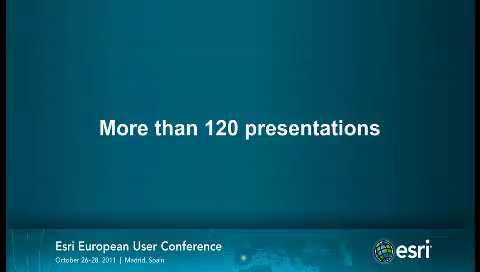 More than 120 presentations
Esri European User Conference
October 26-28, 2011 | Madrid, Spain
esri